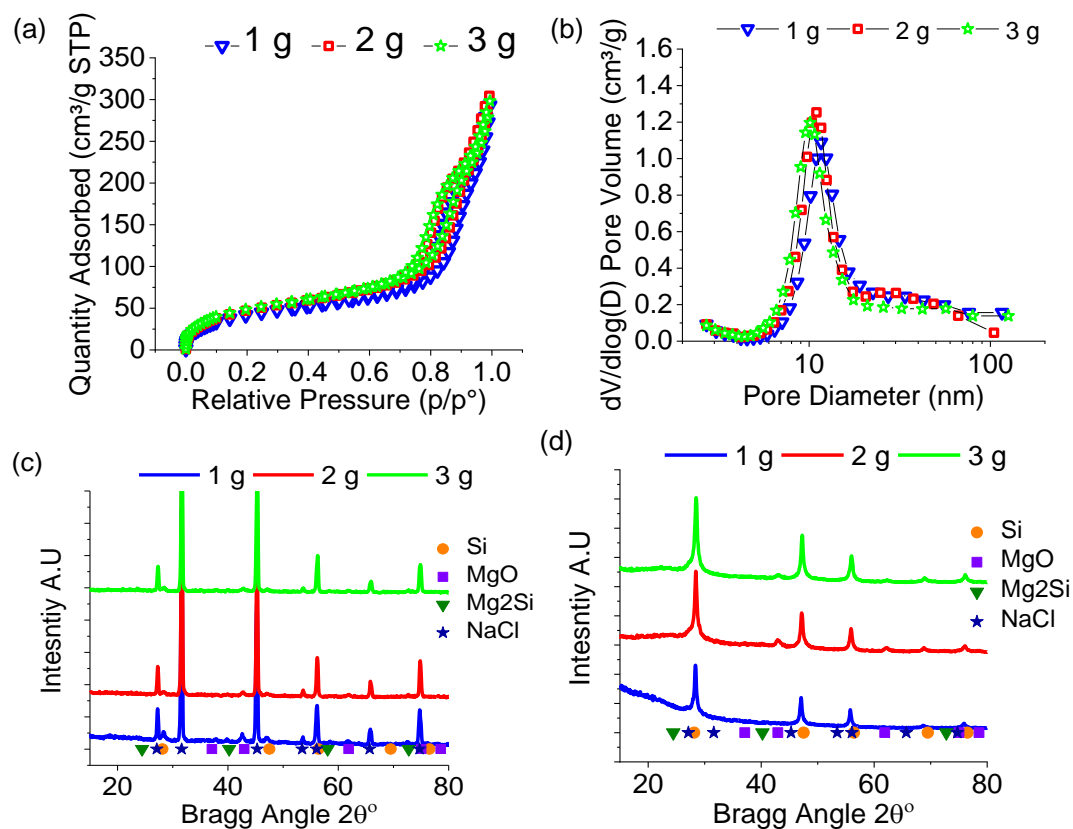 (a)
1 g 2 g 3 g
Quantity Adsorbed (cm³/g STP)
350
300
250
200
150
100
50
0
0.0 0.2 0.4 0.6 0.8 1.0
Relative Pressure (p/p°)
(b)
1 g 2 g 3 g
dV/dlog(D) Pore Volume (cm³/g)
1.6
1.4
1.2
1.0
0.8
0.6
0.4
0.2
0.0
10 100
Pore Diameter (nm)
(c)
1 g 2 g 3 g
Intesntiy A.U
Si
MgO
Mg2Si
NaCl
20 40 60 80
Bragg Angle 2θº
(d)
1 g 2 g 3 g
Intesntiy A.U
Si
MgO
Mg2Si
NaCl
20 40 60 80
Bragg Angle 2θº